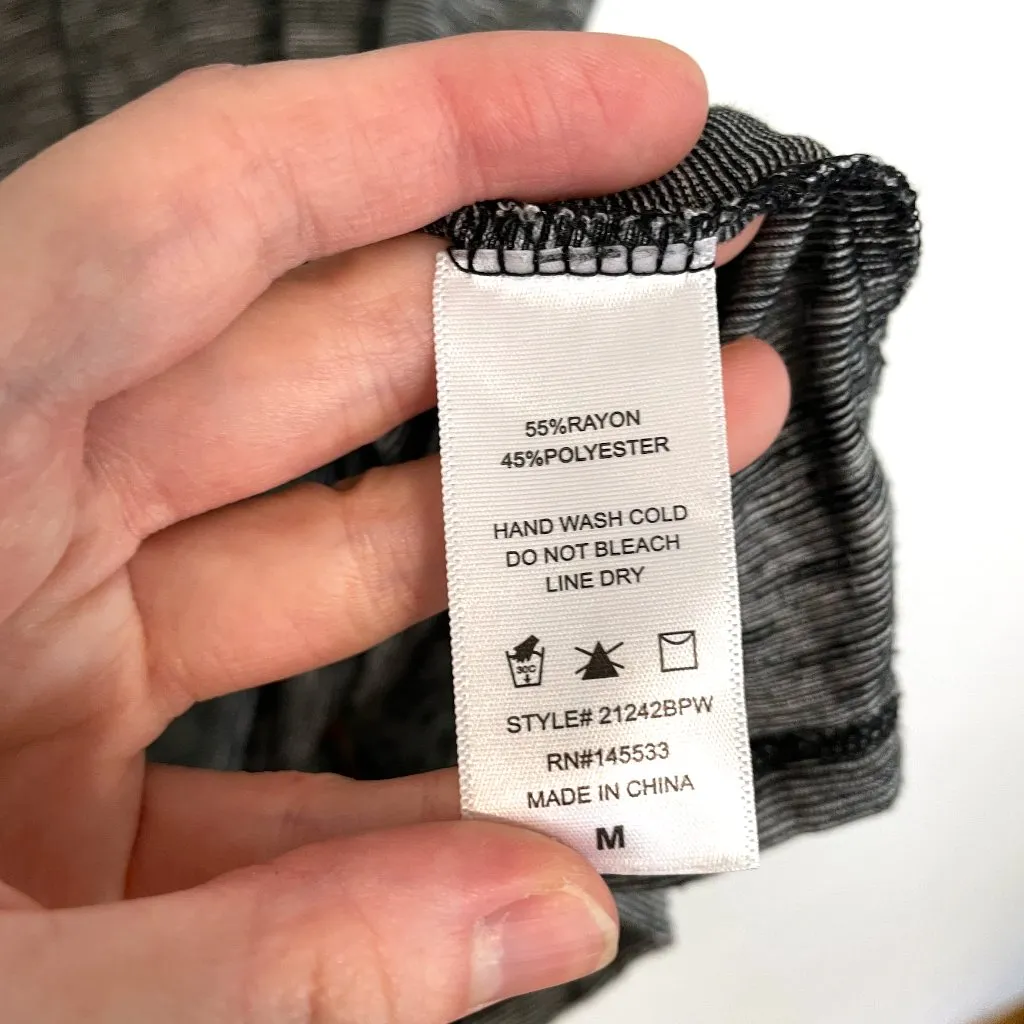 55%RAYON
45%POLYESTER
HAND WASH COLD
DO NOT BLEACH
LINE DRY
30C
STYLE# 21242BPW
RN#145533
MADE IN CHINA
M